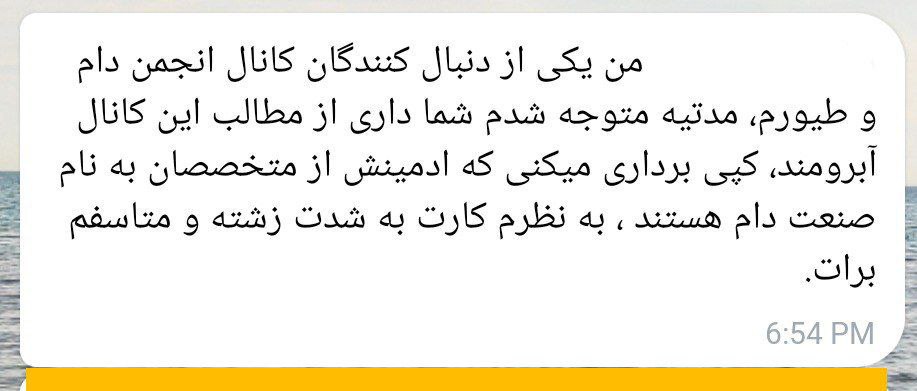 من یکی از دنبال کنندگان کانال انجمن دام
و طیورم، مدتیه متوجه شدم شما داری از مطالب این کانال
آبرومند، کپی برداری میکنی که ادمینش از متخصصان به نام
صنعت دام هستند ، به نظرم کارت به شدت زشته و متاسفم
برات.
6:54 PM